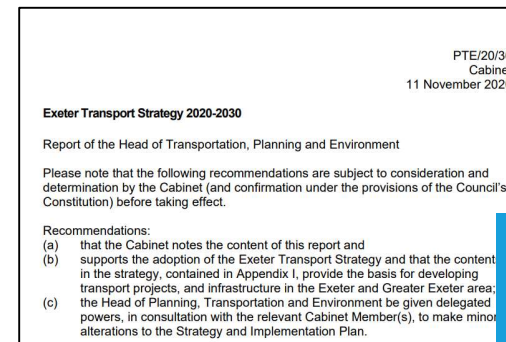 PTE/20/3
Cabine
11 November 202
Exeter Transport Strategy 2020-2030
Report of the Head of Transportation, Planning and Environment
Please note that the following recommendations are subject to consideration and
determination by the Cabinet (and confirmation under the provisions of the Council's
Constitution) before taking effect.
Recommendations:
(a) that the Cabinet notes the content of this report and
(b) supports the adoption of the Exeter Transport Strategy and that the content
in the strategy, contained in Appendix I, provide the basis for developing
transport projects, and infrastructure in the Exeter and Greater Exeter area;
(c) the Head of Planning, Transportation and Environment be given delegated
powers, in consultation with the relevant Cabinet Member(s), to make minor
alterations to the Strategy and Implementation Plan.